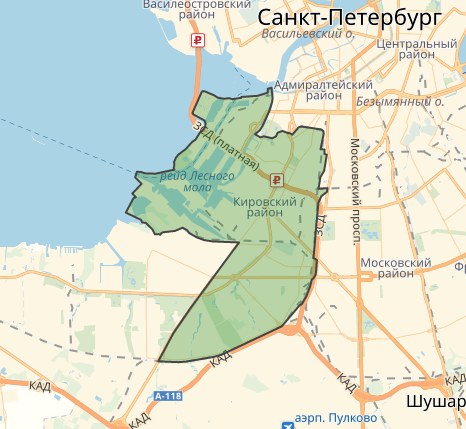 Василеостровский
район
Санкт-Петербург
Васильевский о.
Центральный
район
₽
Адмиралтейский
район
Безымянный о.
ЗСД (платная)
Московский просп.
рейд Лесного
мола
₽
Кировский
район
ЗСД
Московский
район
КАД
КАД
А-118
КАД
Шушар
аэрп. Пулково